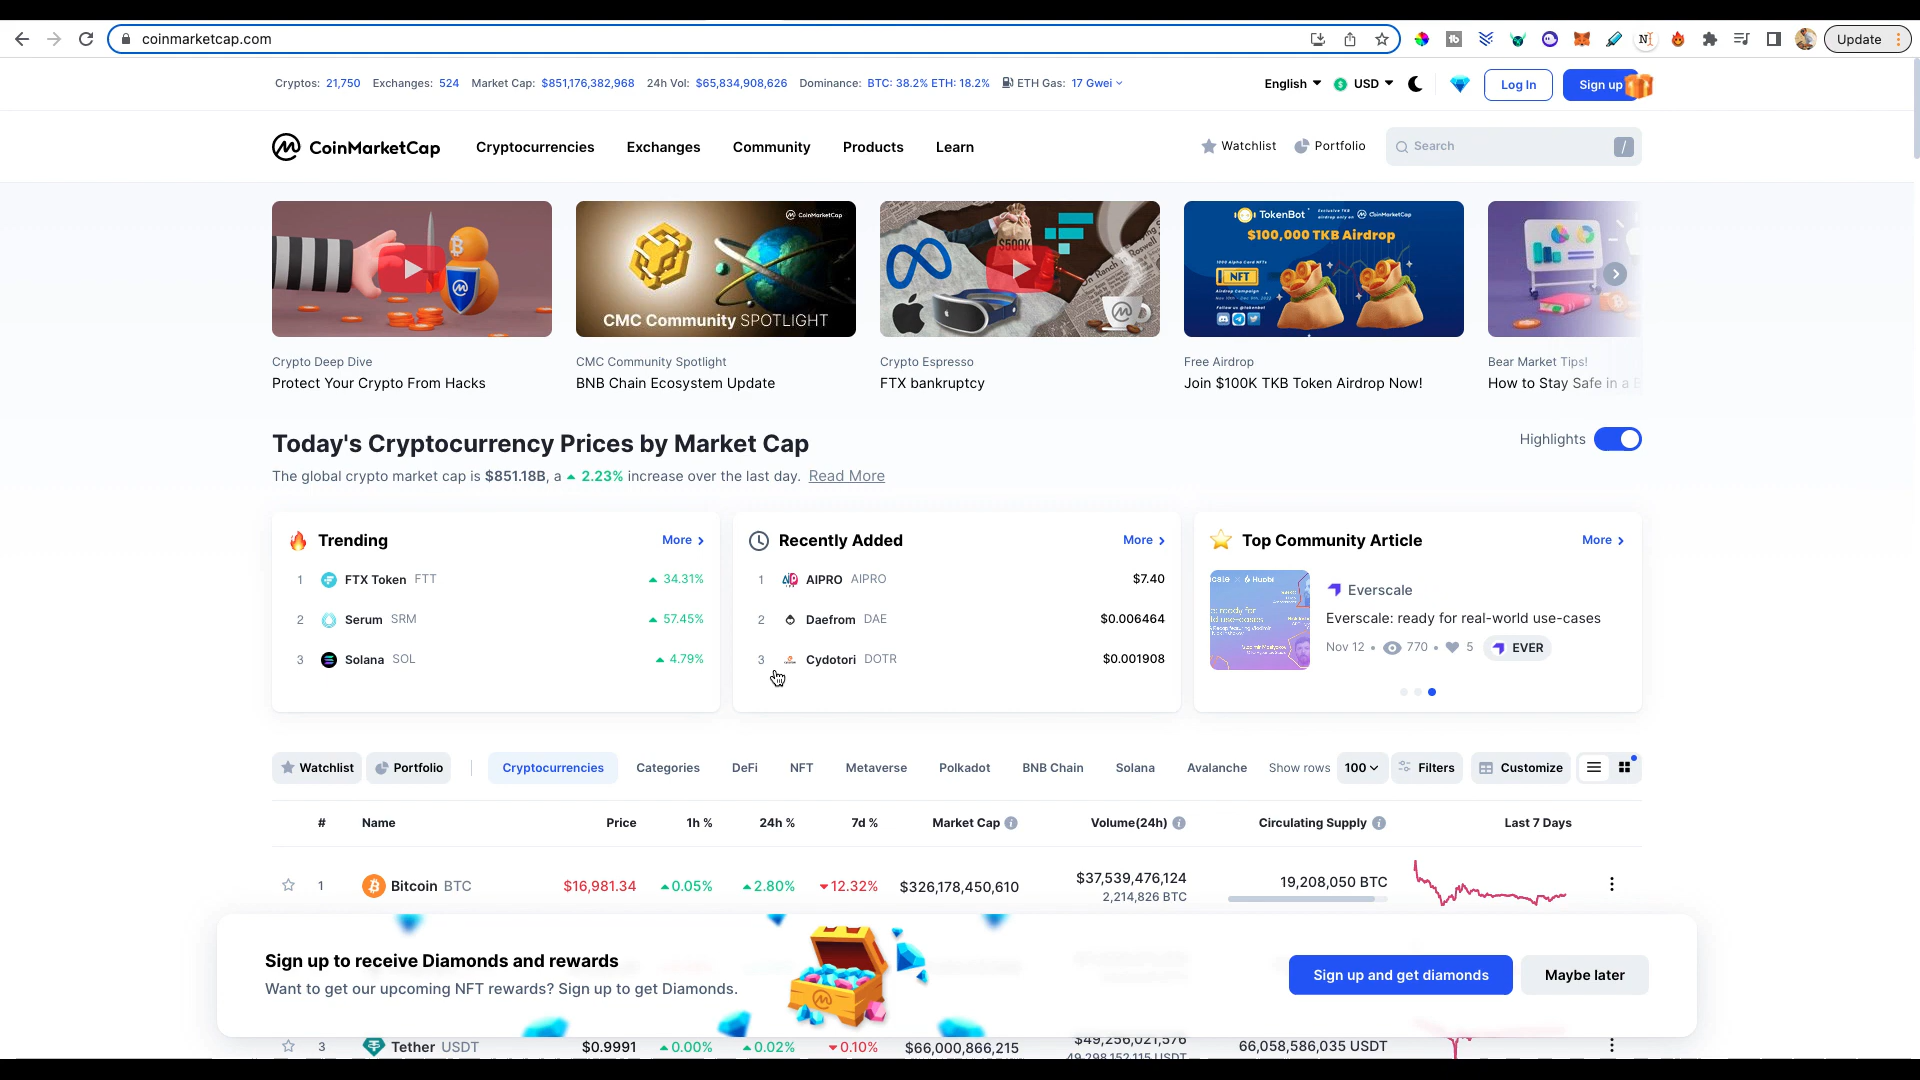 coinmarketcap.com
Update
Cryptos: 21,750 Exchanges: 524 Market Cap: $851,176,382,968 24h Vol: $65,834,908,626 Dominance: BTC: 38.2% ETH: 18.2% ETH Gas: 17 Gwei
English USD Log In Sign up
CoinMarketCap Cryptocurrencies Exchanges Community Products Learn
Watchlist Portfolio Search /
CoinMarketCap
CMC Community SPOTLIGHT
$500K
TokenBot
CoinMarketCap
$100,000 TKB Airdrop
NFT
Crypto Deep Dive
Protect Your Crypto From Hacks
CMC Community Spotlight
BNB Chain Ecosystem Update
Crypto Espresso
FTX bankruptcy
Free Airdrop
Join $100K TKB Token Airdrop Now!
Bear Market Tips!
How to Stay Safe in a
Today's Cryptocurrency Prices by Market Cap
Highlights
The global crypto market cap is $851.18B, a 2.23% increase over the last day. Read More
Trending More
1 FTX Token FTT 34.31%
2 Serum SRM 57.45%
3 Solana SOL 4.79%
Recently Added More
1 AIPRO AIPRO $7.40
2 Daefrom DAE $0.006464
3 Cydotori DOTR $0.001908
Top Community Article More
Everscale
Everscale: ready for real-world use-cases
Nov 12 • 770 • 5 EVER
Watchlist Portfolio Cryptocurrencies Categories DeFi NFT Metaverse Polkadot BNB Chain Solana Avalanche Show rows 100 Filters Customize
# Name Price 1h % 24h % 7d % Market Cap Volume(24h) Circulating Supply Last 7 Days
1 Bitcoin BTC $16,981.34 0.05% 2.80% 12.32% $326,178,450,610 $37,539,476,124 19,208,050 BTC
2,214,826 BTC
Sign up to receive Diamonds and rewards
Want to get our upcoming NFT rewards? Sign up to get Diamonds.
Sign up and get diamonds Maybe later
3 Tether USDT $0.9991 0.00% 0.02% 0.10% $66,000,866,215 $49,256,021,576 66,058,586,035 USDT
49,298,152,115 USDT